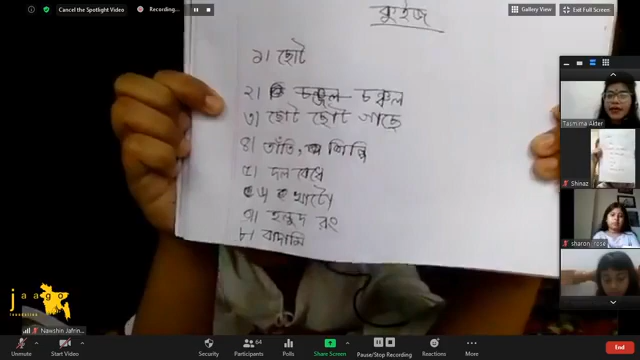 Cancel the Spotlight Video
Recording...
Gallery View
Exit Full Screen
কুইজ
১। ছোট
২। চঞ্চল
৩। ছোট ছোট গাছে
৪। তাঁতি, শিল্পি
৫। দল বেধে
৬। খাটো
৭। হলুদ রং
৮। বাদামি
Tasmima Akter
Shinaz
sharon_rose
jaago
FOUNDATION
Nawshin Jafrin...
Unmute
Start Video
Security
64
Participants
Polls
Share Screen
Pause/Stop Recording
Reactions
More
End